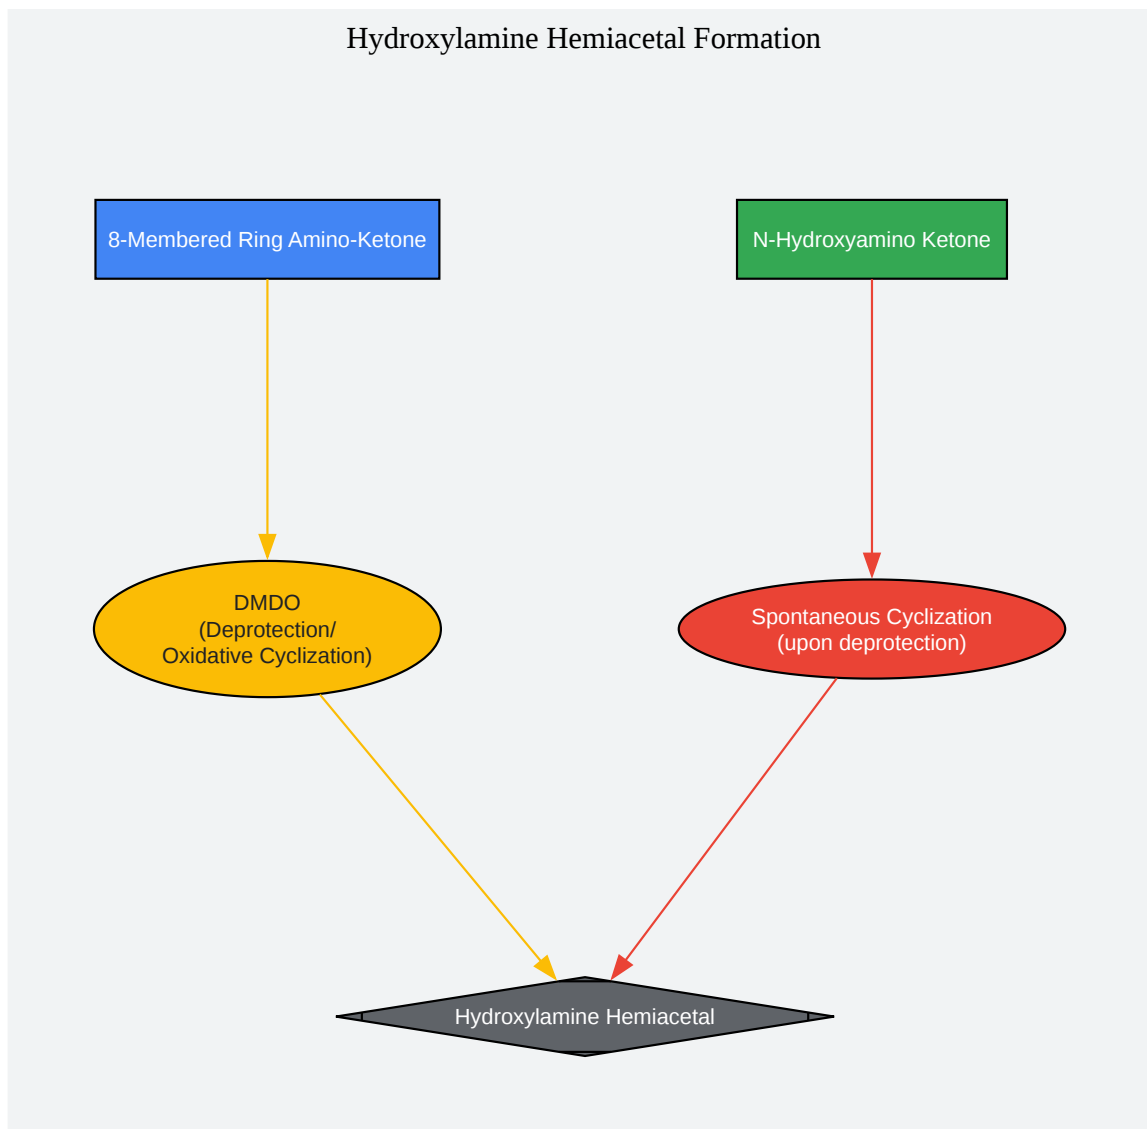 Hydroxylamine Hemiacetal Formation
8-Membered Ring Amino-Ketone
N-Hydroxyamino Ketone
DMDO
(Deprotection/
Oxidative Cyclization)
Spontaneous Cyclization
(upon deprotection)
Hydroxylamine Hemiacetal